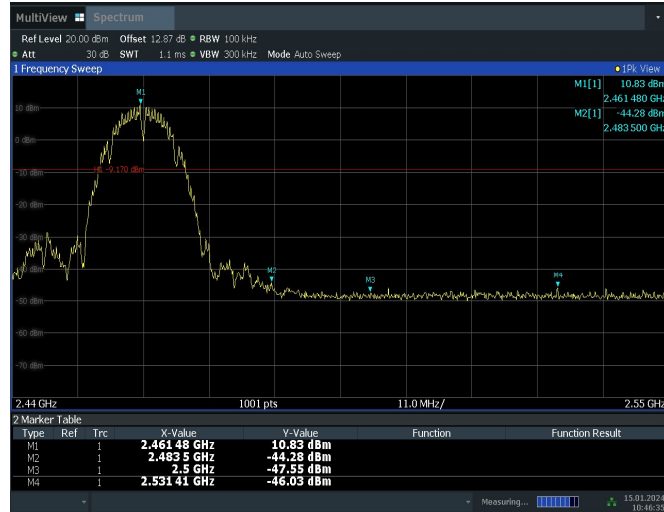 MultiView Spectrum
Ref Level 20.00 dBm Offset 12.87 dB RBW 100 kHz
Att 30 dB SWT 1.1 ms VBW 300 kHz Mode Auto Sweep
1 Frequency Sweep 1Pk View
M1[1] 10.83 dBm
2.461 480 GHz
M2[1] -44.28 dBm
2.483 500 GHz
M1
10 dBm
0 dBm
H1 -9.170 dBm
-10 dBm
-20 dBm
-30 dBm
M2
M3
M4
-50 dBm
-60 dBm
-70 dBm
2.44 GHz 1001 pts 11.0 MHz/ 2.55 GHz
2 Marker Table
Type Ref Trc X-Value Y-Value Function Function Result
M1 1 2.461 48 GHz 10.83 dBm
M2 1 2.483 5 GHz -44.28 dBm
M3 1 2.5 GHz -47.55 dBm
M4 1 2.531 41 GHz -46.03 dBm
Measuring... 15.01.2024
10:46:35